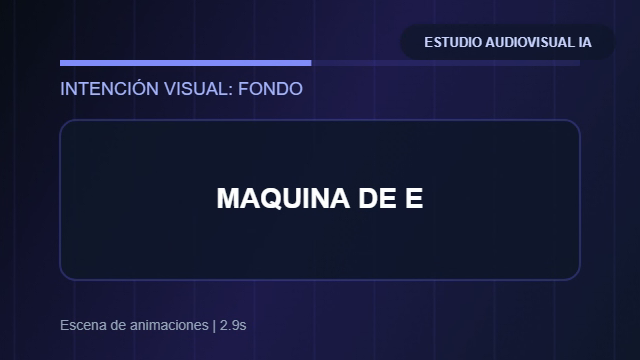 ESTUDIO AUDIOVISUAL IA
INTENCIÓN VISUAL: FONDO
MAQUINA DE E
Escena de animaciones | 2.9s